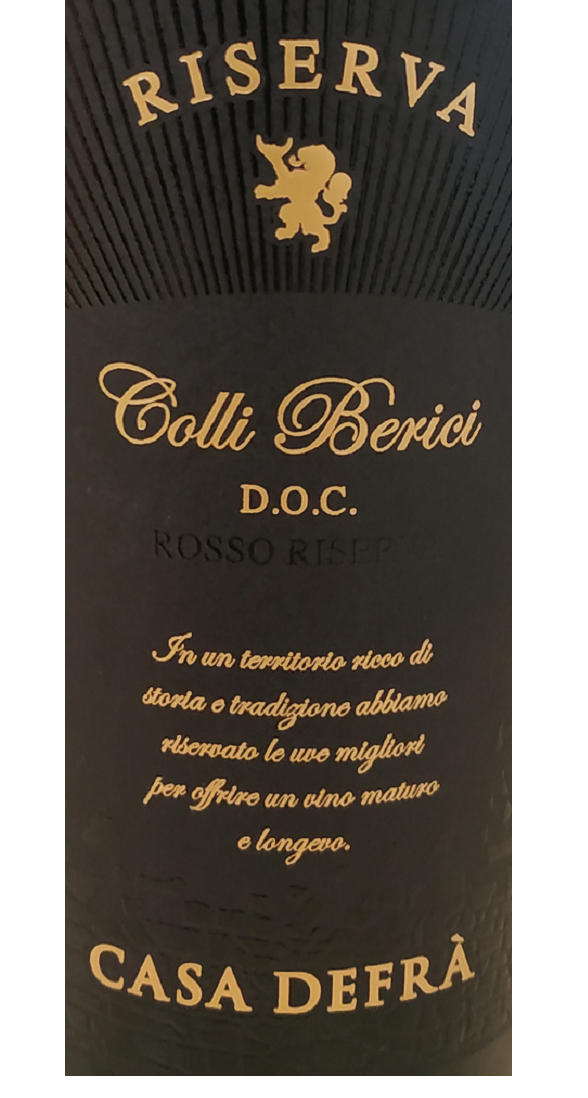 RISERVA
Colli Berici
D.O.C.
ROSSO RISERVA
In un territorio ricco di
storia e tradizione abbiamo
riservato le uve migliori
per offrire un vino maturo
e longevo.
CASA DEFRÀ